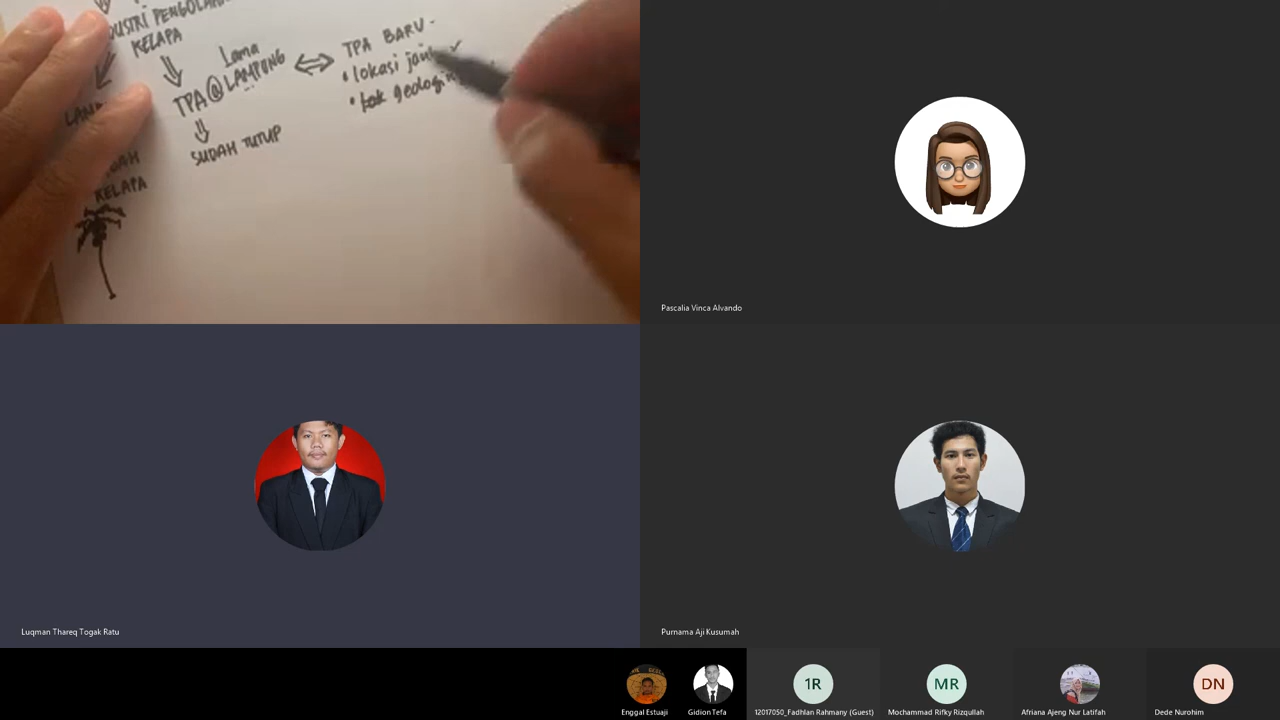 KELAPA
Lama
TPA @ LAMPUNG
SUDAH TUTUP
TPA BARU
• lokasi
•
KELAPA
Pascalia Vinca Alvando
Luqman Thareq Togak Ratu
Purnama Aji Kusumah
Enggal Estuaji
Gidion Tefa
1R
12017050_Fadhlan Rahmany (Guest)
MR
Mochammad Rifky Rizqullah
Afriana Ajeng Nur Latifah
DN
Dede Nurohim